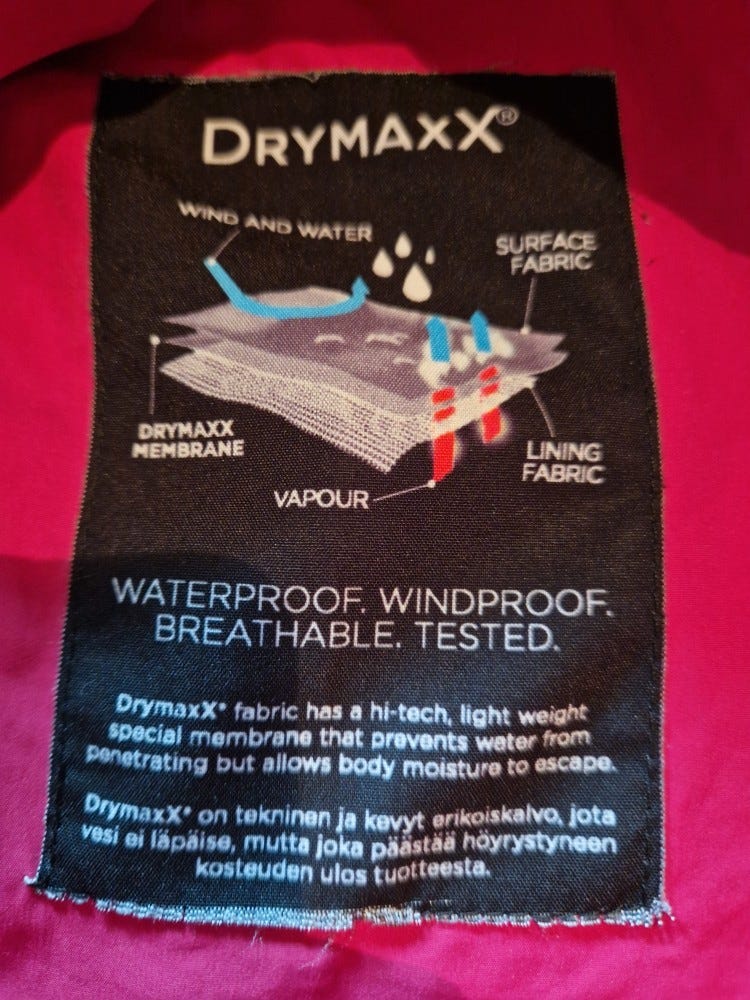 DRYMAXX®
WIND AND WATER
SURFACE
FABRIC
DRYMAXX
MEMBRANE
LINING
FABRIC
VAPOUR
WATERPROOF. WINDPROOF.
BREATHABLE. TESTED.
DrymaxX® fabric has a hi-tech, light weight
special membrane that prevents water from
penetrating but allows body moisture to escape.
DrymaxX® on tekninen ja kevyt erikoiskalvo, jota
vesi ei läpäise, mutta joka päästää höyrystyneen
kosteuden ulos tuotteesta.